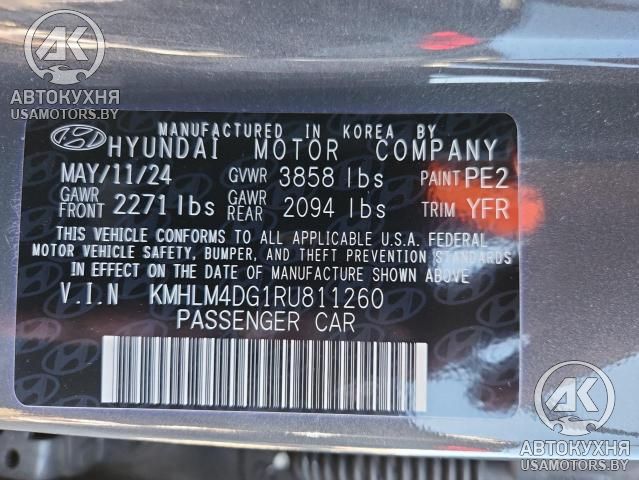 AK
АВТОКУХНЯ
USAMOTORS.BY
MANUFACTURED IN KOREA BY
HYUNDAI MOTOR COMPANY
MAY/11/24 GVWR 3858 lbs PAINT PE2
GAWR FRONT 2271 lbs GAWR REAR 2094 lbs TRIM YFR
THIS VEHICLE CONFORMS TO ALL APPLICABLE U.S.A. FEDERAL
MOTOR VEHICLE SAFETY, BUMPER, AND THEFT PREVENTION STANDARDS
IN EFFECT ON THE DATE OF MANUFACTURE SHOWN ABOVE.
V.I.N KMHLM4DG1RU811260
PASSENGER CAR
AK
АВТОКУХНЯ
USAMOTORS.BY